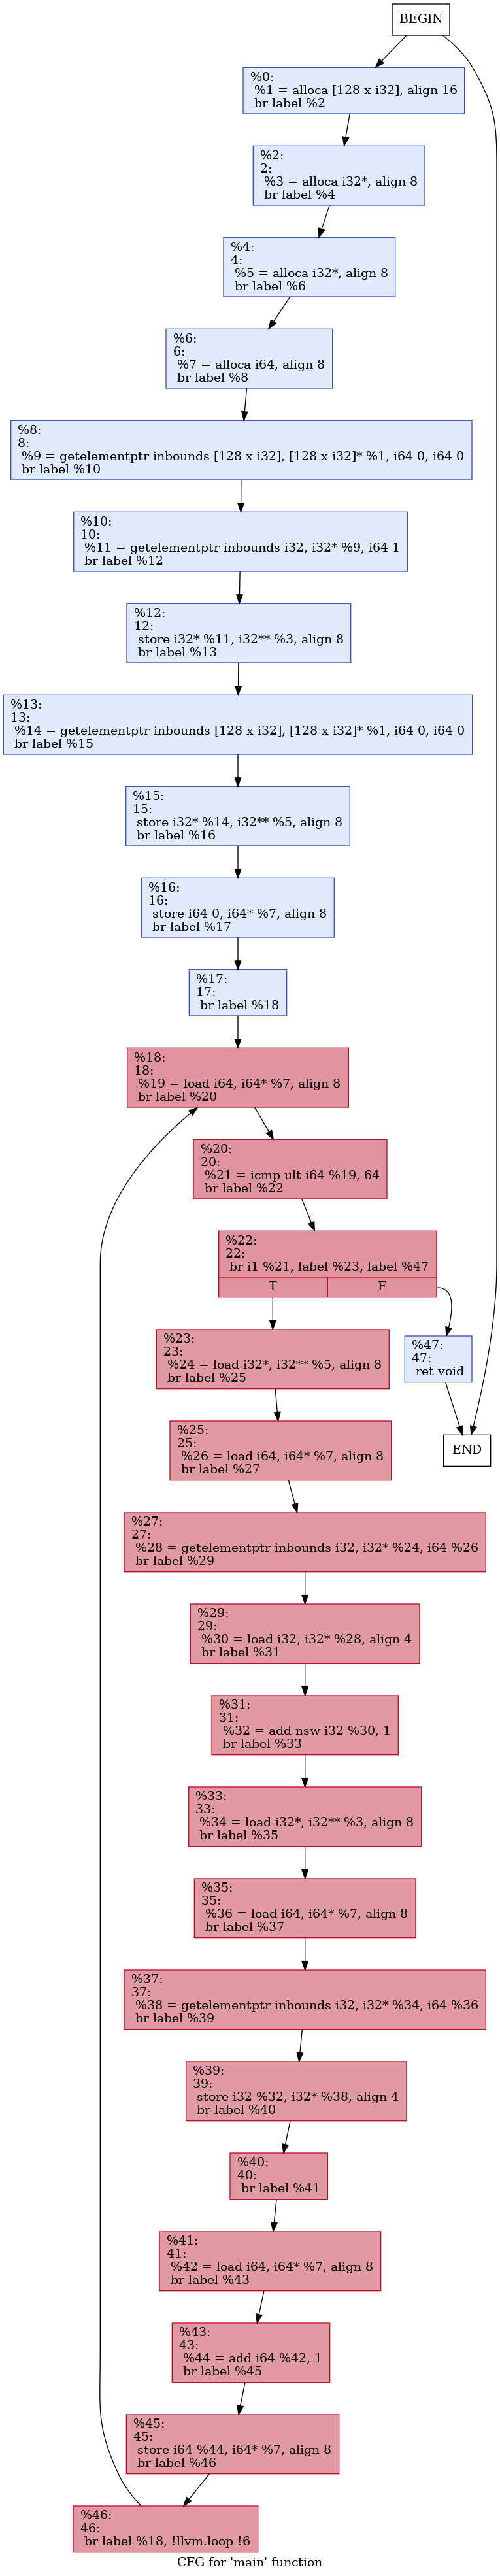 BEGIN
%0:
%1 = alloca [128 x i32], align 16
br label %2
%2:
2:
%3 = alloca i32*, align 8
br label %4
%4:
4:
%5 = alloca i32*, align 8
br label %6
%6:
6:
%7 = alloca i64, align 8
br label %8
%8:
8:
%9 = getelementptr inbounds [128 x i32], [128 x i32]* %1, i64 0, i64 0
br label %10
%10:
10:
%11 = getelementptr inbounds i32, i32* %9, i64 1
br label %12
%12:
12:
store i32* %11, i32** %3, align 8
br label %13
%13:
13:
%14 = getelementptr inbounds [128 x i32], [128 x i32]* %1, i64 0, i64 0
br label %15
%15:
15:
store i32* %14, i32** %5, align 8
br label %16
%16:
16:
store i64 0, i64* %7, align 8
br label %17
%17:
17:
br label %18
%18:
18:
%19 = load i64, i64* %7, align 8
br label %20
%20:
20:
%21 = icmp ult i64 %19, 64
br label %22
%22:
22:
br i1 %21, label %23, label %47
T F
%23:
23:
%24 = load i32*, i32** %5, align 8
br label %25
%47:
47:
ret void
%25:
25:
%26 = load i64, i64* %7, align 8
br label %27
END
%27:
27:
%28 = getelementptr inbounds i32, i32* %24, i64 %26
br label %29
%29:
29:
%30 = load i32, i32* %28, align 4
br label %31
%31:
31:
%32 = add nsw i32 %30, 1
br label %33
%33:
33:
%34 = load i32*, i32** %3, align 8
br label %35
%35:
35:
%36 = load i64, i64* %7, align 8
br label %37
%37:
37:
%38 = getelementptr inbounds i32, i32* %34, i64 %36
br label %39
%39:
39:
store i32 %32, i32* %38, align 4
br label %40
%40:
40:
br label %41
%41:
41:
%42 = load i64, i64* %7, align 8
br label %43
%43:
43:
%44 = add i64 %42, 1
br label %45
%45:
45:
store i64 %44, i64* %7, align 8
br label %46
%46:
46:
br label %18, !llvm.loop !6
CFG for 'main' function